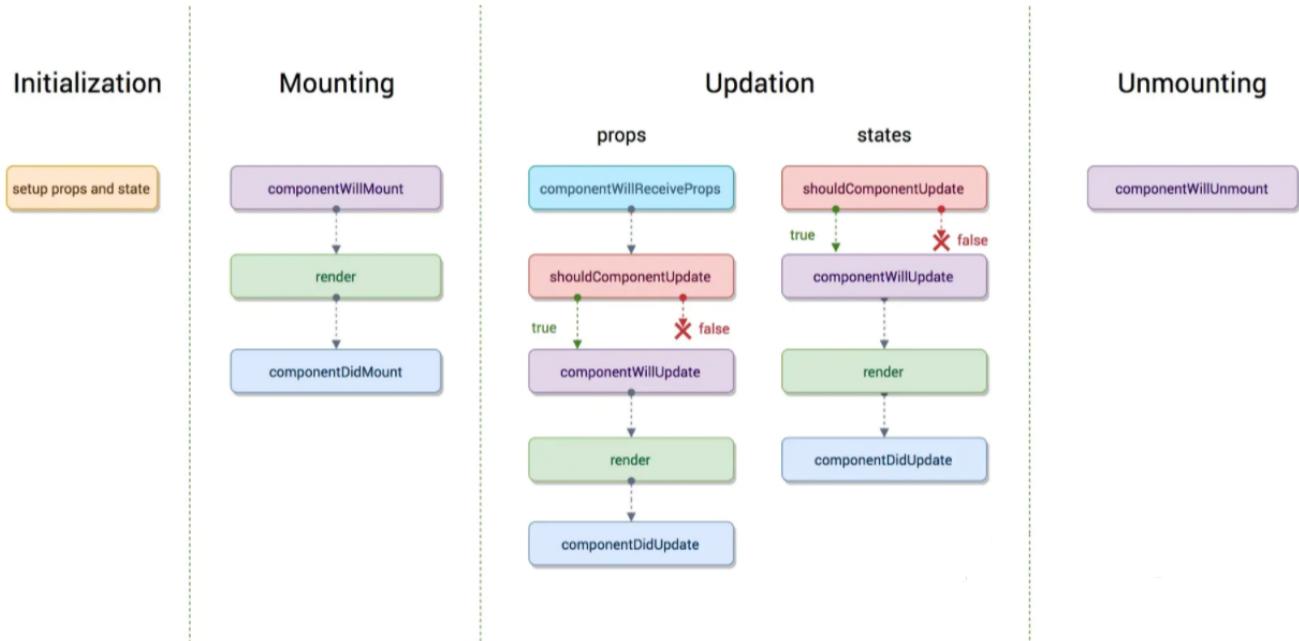 Initialization
Mounting
Updation
Unmounting
props
states
setup props and state
componentWillMount
render
componentDidMount
componentWillReceiveProps
shouldComponentUpdate
true
false
componentWillUpdate
render
componentDidUpdate
shouldComponentUpdate
true
false
componentWillUpdate
render
componentDidUpdate
componentWillUnmount